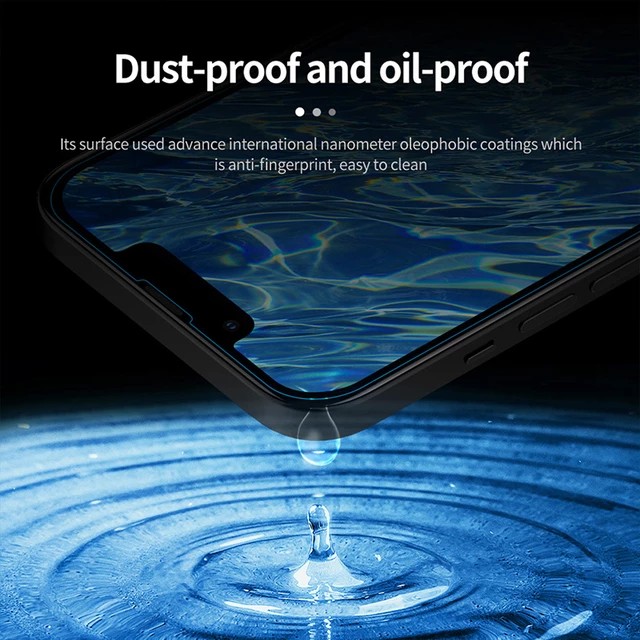 Dust-proof and oil-proof
Its surface used advance international nanometer oleophobic coatings which
is anti-fingerprint, easy to clean